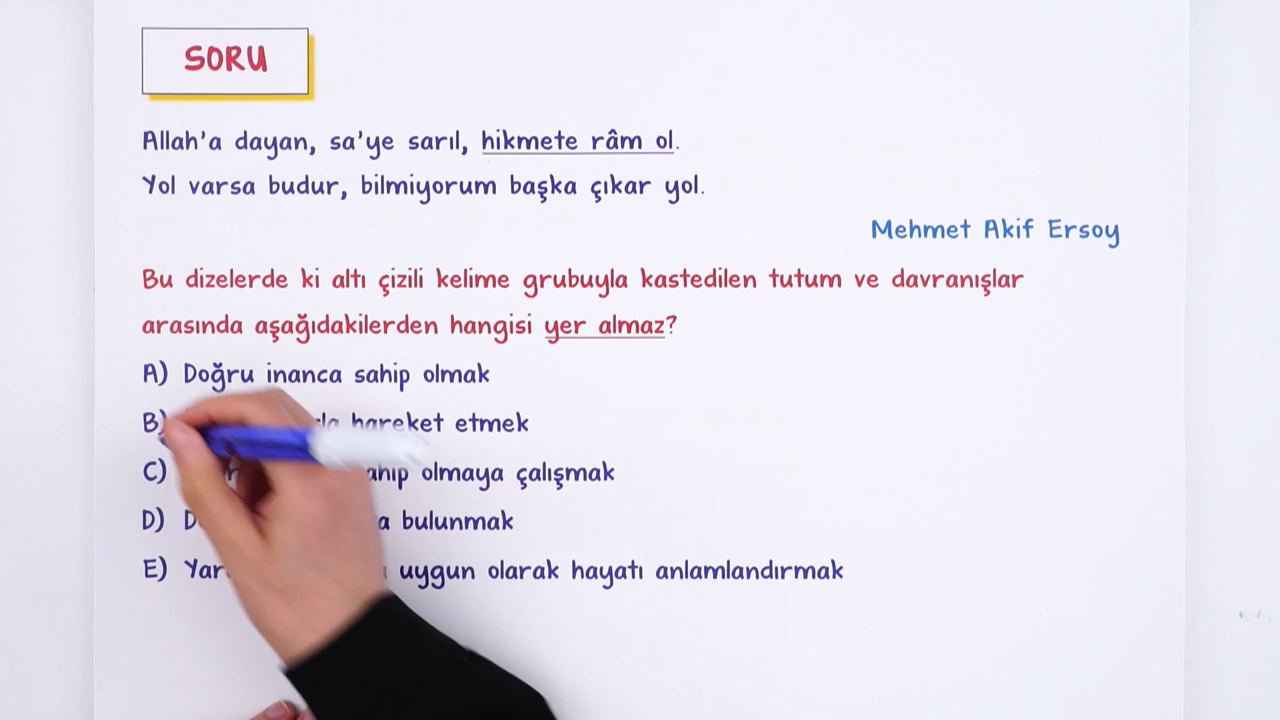 SORU
Allah'a dayan, sa'ye sarıl, hikmete râm ol.
Yol varsa budur, bilmiyorum başka çıkar yol.
Mehmet Akif Ersoy
Bu dizelerde ki altı çizili kelime grubuyla kastedilen tutum ve davranışlar
arasında aşağıdakilerden hangisi yer almaz?
A) Doğru inanca sahip olmak
B) hareket etmek
C) olmaya çalışmak
D) bulunmak
E) uygun olarak hayatı anlamlandırmak